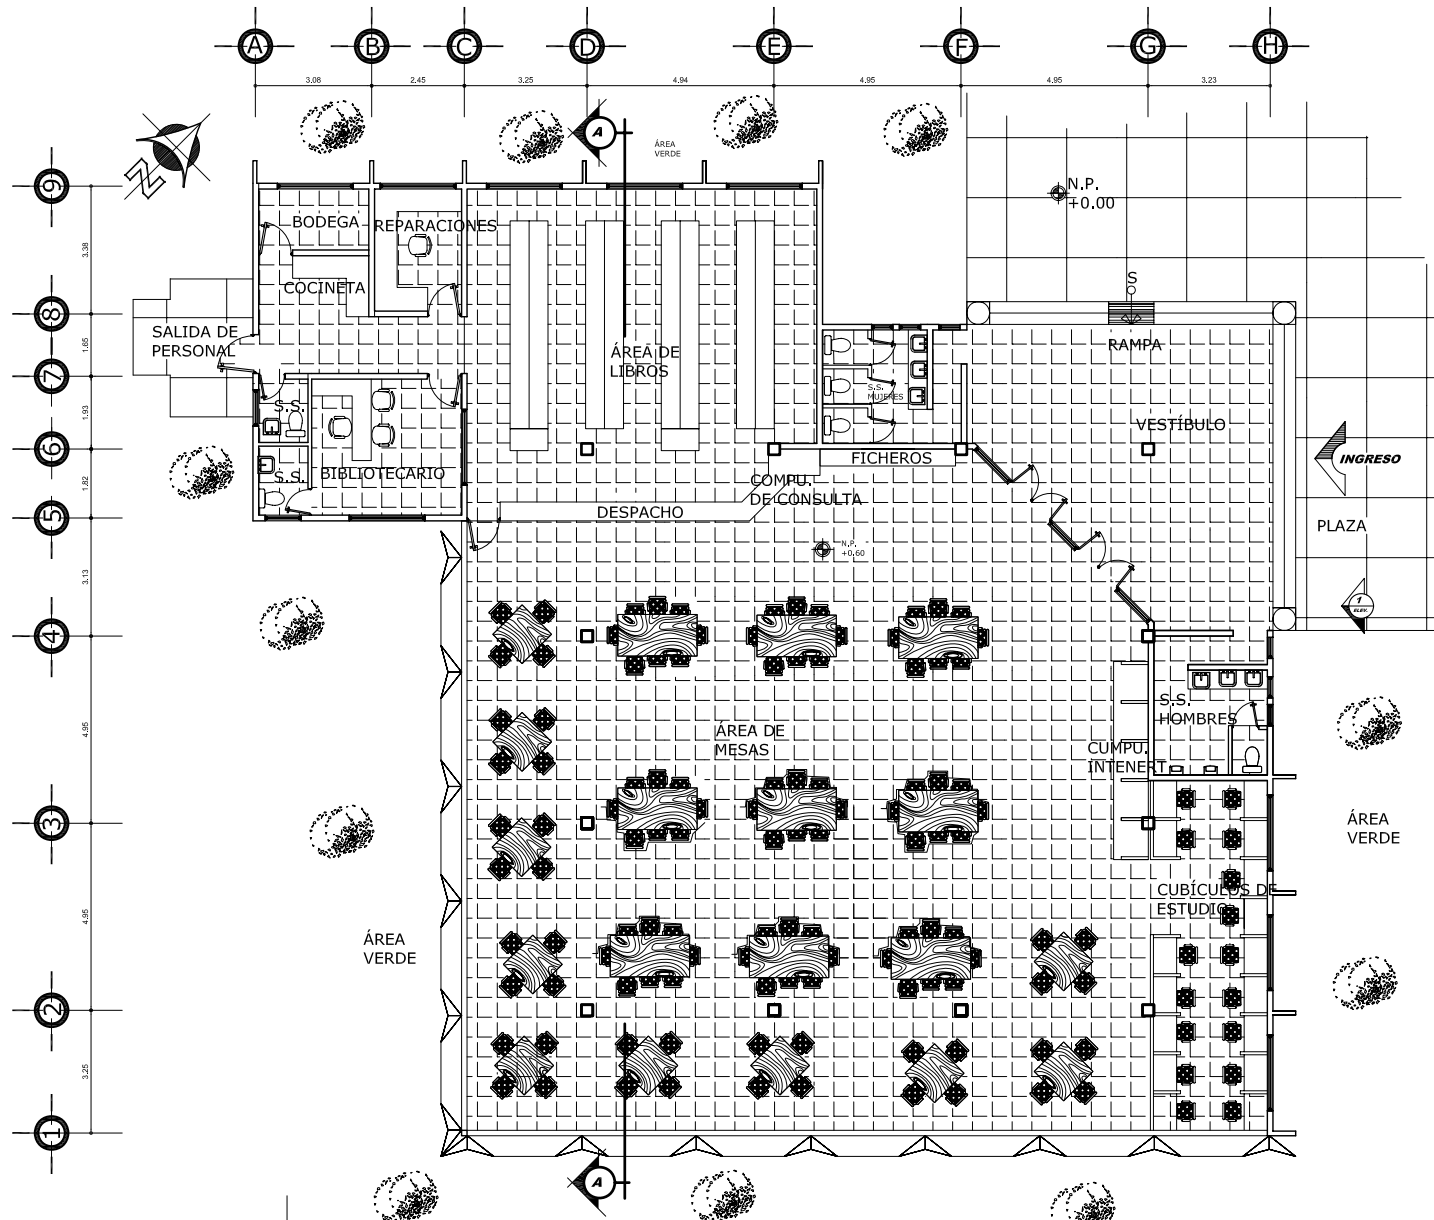 A B C D E F G H
3.08 2.45 3.25 4.94 4.95 4.95 3.23
A
ÁREA
VERDE
N
9
N.P.
+0.00
BODEGA
REPARACIONES
3.38
COCINETA
S
8
SALIDA DE
PERSONAL
RAMPA
1.65
ÁREA DE
LIBROS
7
S.S.
MUJERES
1.93
S.S.
VESTÍBULO
6
FICHEROS
INGRESO
S.S.
BIBLIOTECARIO
COMPU.
DE CONSULTA
1.82
DESPACHO
5
PLAZA
N.P.
+0.60
3.13
1
ELEV.
4
S.S.
HOMBRES
4.95
ÁREA DE
MESAS
CUMPU.
INTENERT
3
ÁREA
VERDE
CUBÍCULOS DE
ESTUDIO
4.95
ÁREA
VERDE
2
3.25
1
A